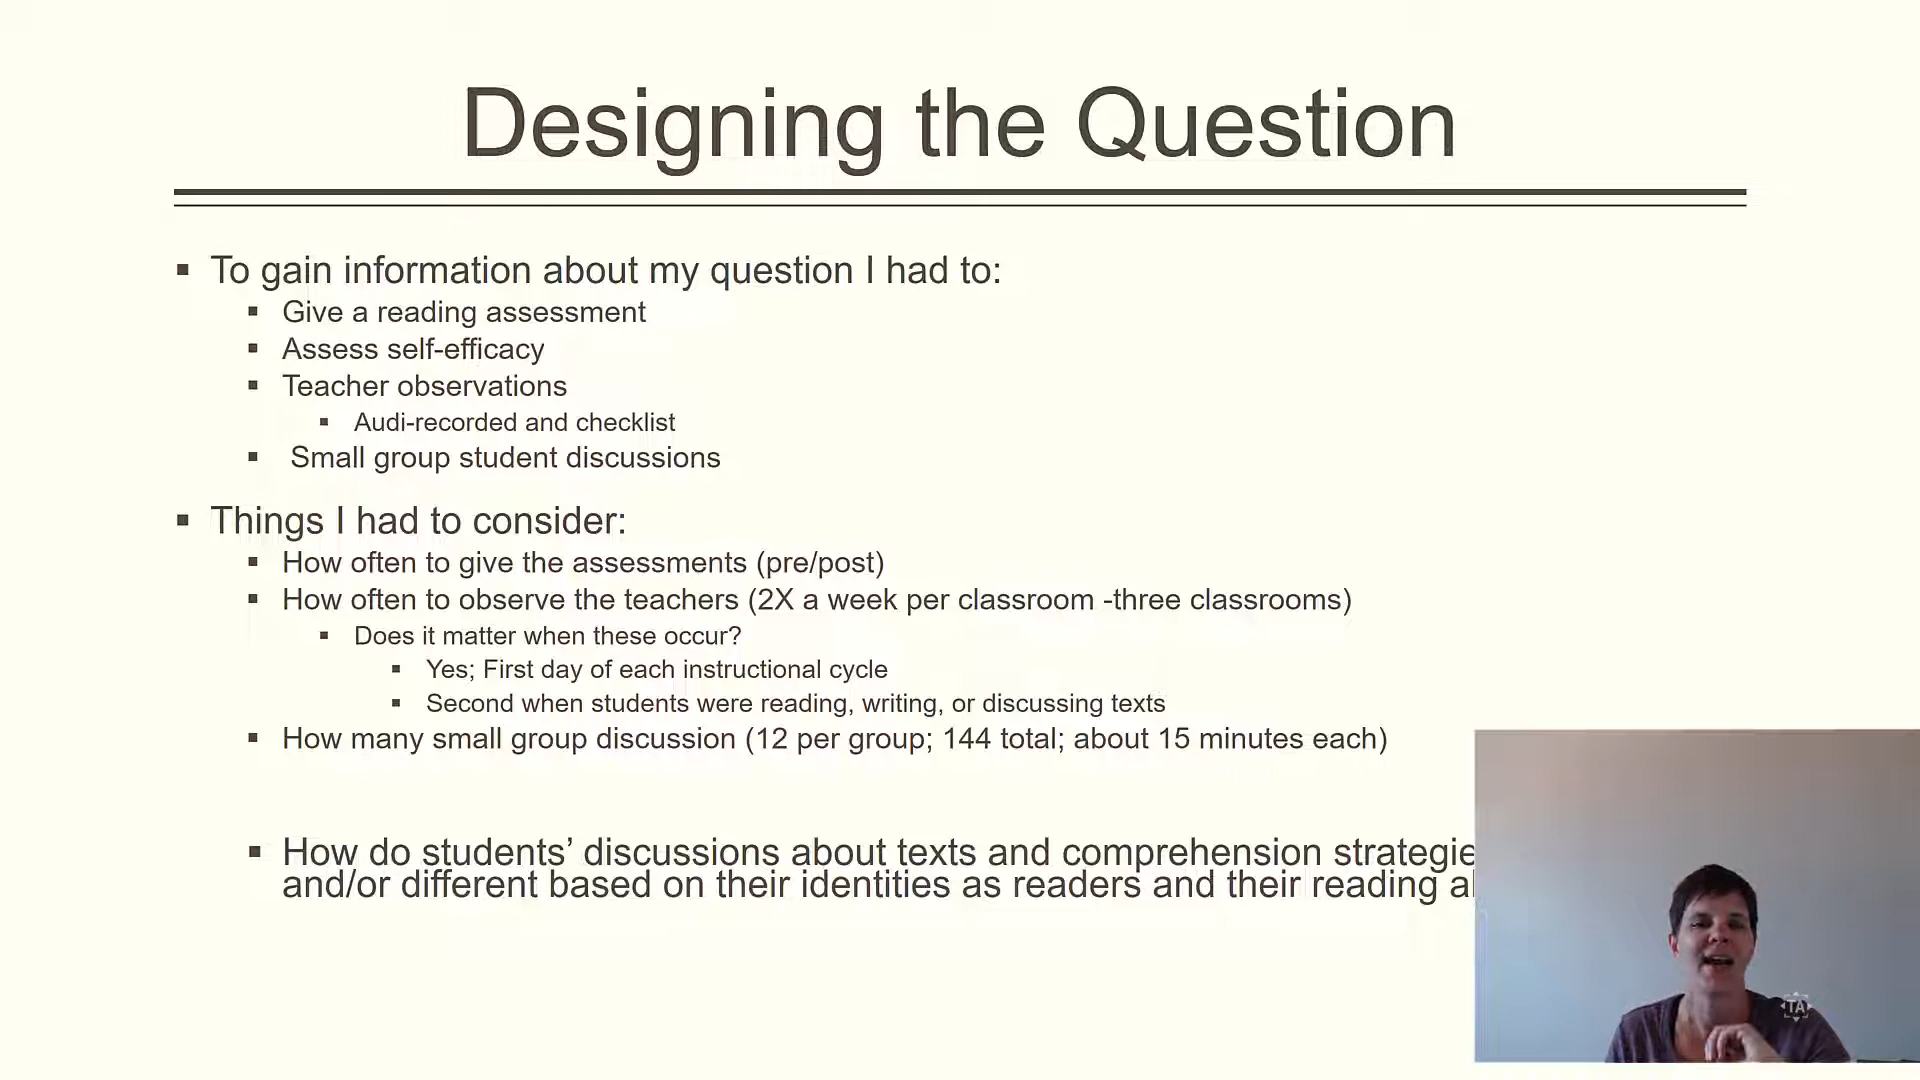 Designing the Question
To gain information about my question I had to:
Give a reading assessment
Assess self-efficacy
Teacher observations
Audi-recorded and checklist
Small group student discussions
Things I had to consider:
How often to give the assessments (pre/post)
How often to observe the teachers (2X a week per classroom -three classrooms)
Does it matter when these occur?
Yes; First day of each instructional cycle
Second when students were reading, writing, or discussing texts
How many small group discussion (12 per group; 144 total; about 15 minutes each)
How do students’ discussions about texts and comprehension
and/or different based on their identities as readers and their reading
TA